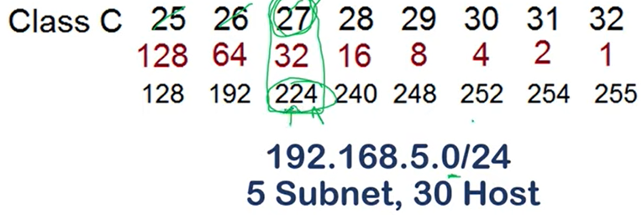 Class C 25 26 27 28 29 30 31 32
128 64 32 16 8 4 2 1
128 192 224 240 248 252 254 255
192.168.5.0/24
5 Subnet, 30 Host